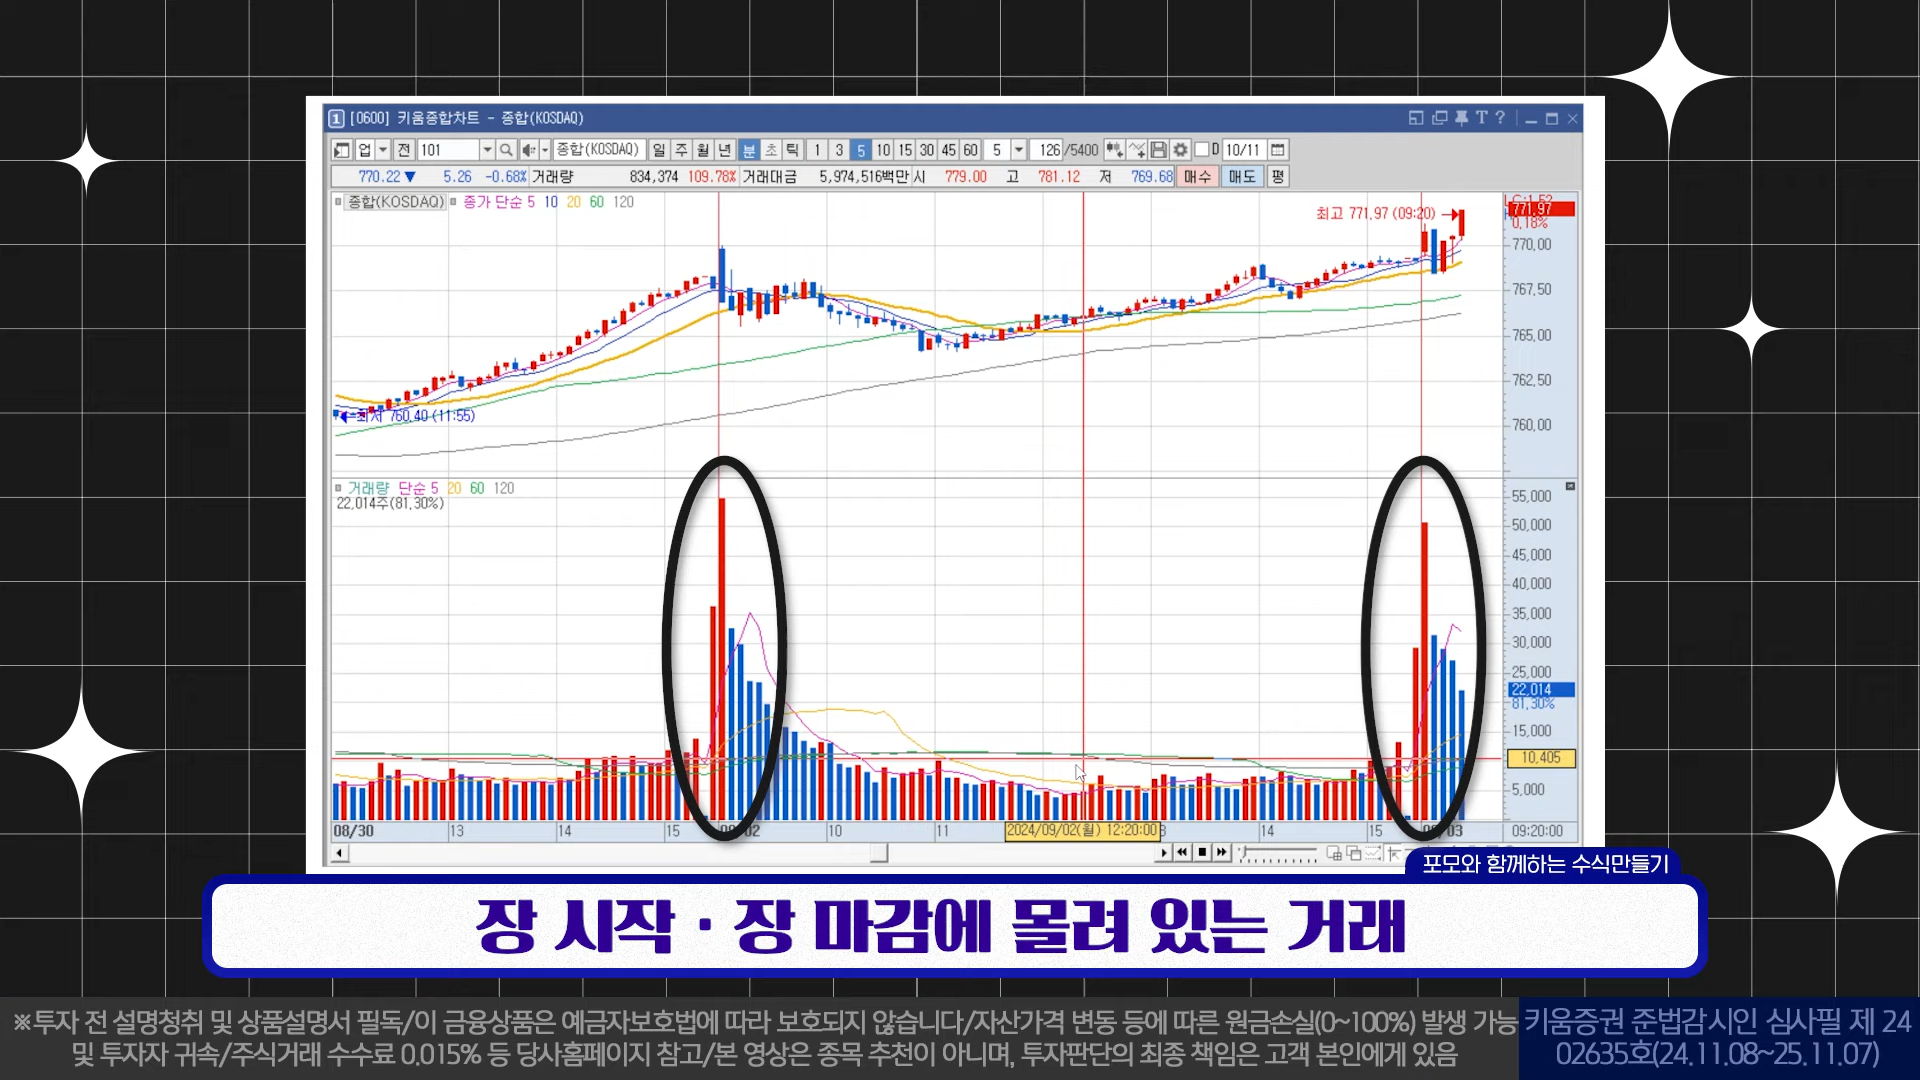 1 [0600] 키움종합차트 - 종합(KOSDAQ) T ?
업 전 101 종합(KOSDAQ) 일 주 월 년 분 초 틱 1 3 5 10 15 30 45 60 5 126 /5400 D 10/11
770.22 ▼ 5.26 -0.68% 거래량 834,374 109.78% 거래대금 5,974,516백만 시 779.00 고 781.12 저 769.68 매수 매도 평
종합(KOSDAQ) 종가 단순 5 10 20 60 120
최고 771.97 (09:20)
771.97
0.18%
770.00
767.50
765.00
762.50
760.00
최저 760.40 (11:55)
거래량 단순 5 20 60 120
22,014주(81.30%)
55,000
50,000
45,000
40,000
35,000
30,000
25,000
22,014
81.30%
15,000
10,405
5,000
08/30 13 14 15 10 11 2024/09/02(월) 12:20:00 14 15 09:20:00
포모와 함께하는 수식만들기
장 시작 · 장 마감에 몰려 있는 거래
※투자 전 설명청취 및 상품설명서 필독/이 금융상품은 예금자보호법에 따라 보호되지 않습니다/자산가격 변동 등에 따른 원금손실(0~100%) 발생 가능
및 투자자 귀속/주식거래 수수료 0.015% 등 당사홈페이지 참고/본 영상은 종목 추천이 아니며, 투자판단의 최종 책임은 고객 본인에게 있음
키움증권 준법감시인 심사필 제 24
02635호(24.11.08~25.11.07)